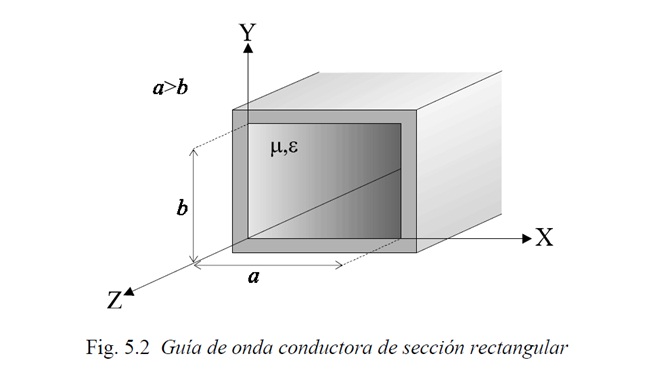 Y
a>b
μ,ε
b
X
a
Z
Fig. 5.2 Guía de onda conductora de sección rectangular